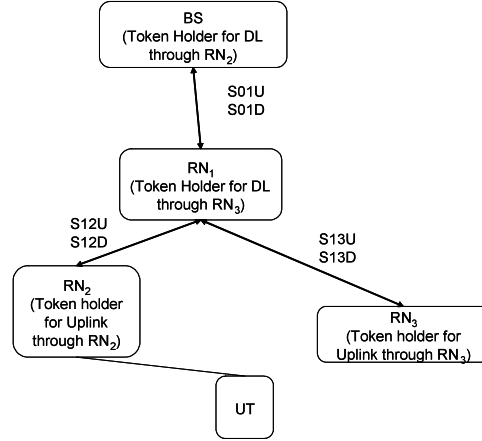 BS
(Token Holder for DL
through RN₂)
S01U
S01D
RN₁
(Token Holder for DL
through RN₃)
S12U
S12D
S13U
S13D
RN₂
(Token holder
for Uplink
through RN₂)
RN₃
(Token holder for
Uplink through RN₃)
UT